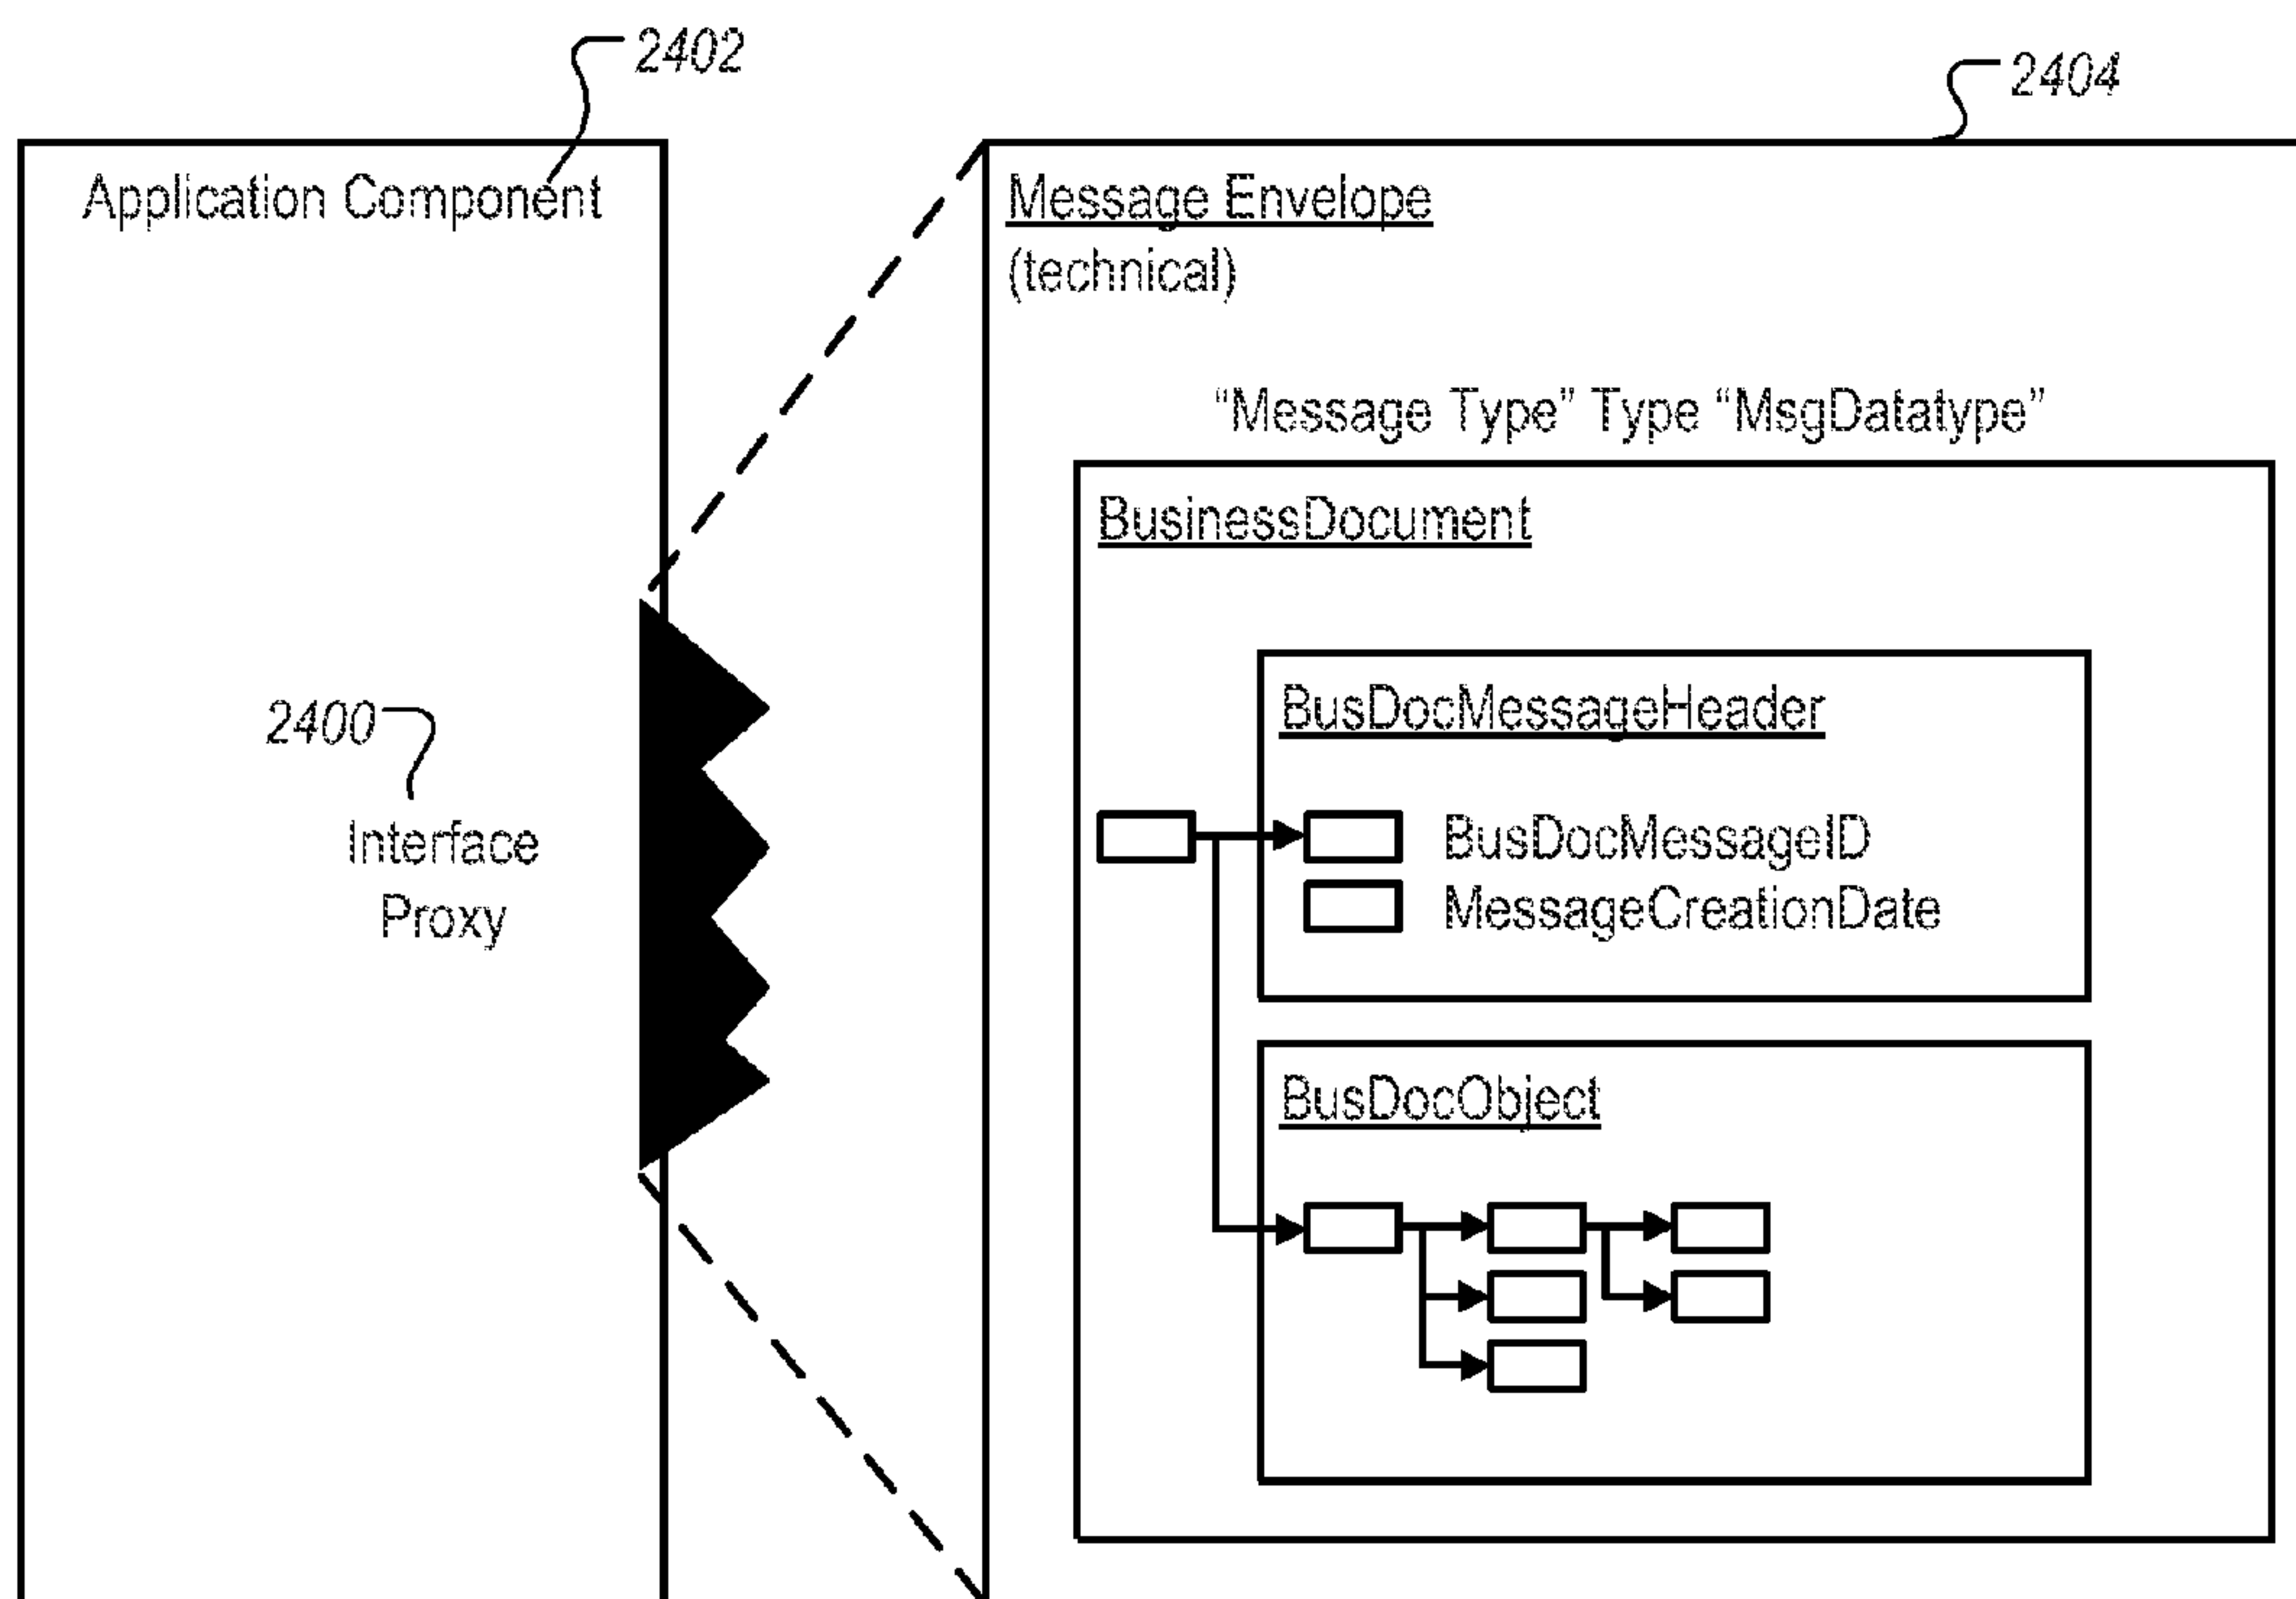 2402
2404
Application Component
Message Envelope
(technical)
“Message Type” Type “MsgDatatype”
BusinessDocument
BusDocMessageHeader
2400
Interface
Proxy
BusDocMessageID
MessageCreationDate
BusDocObject